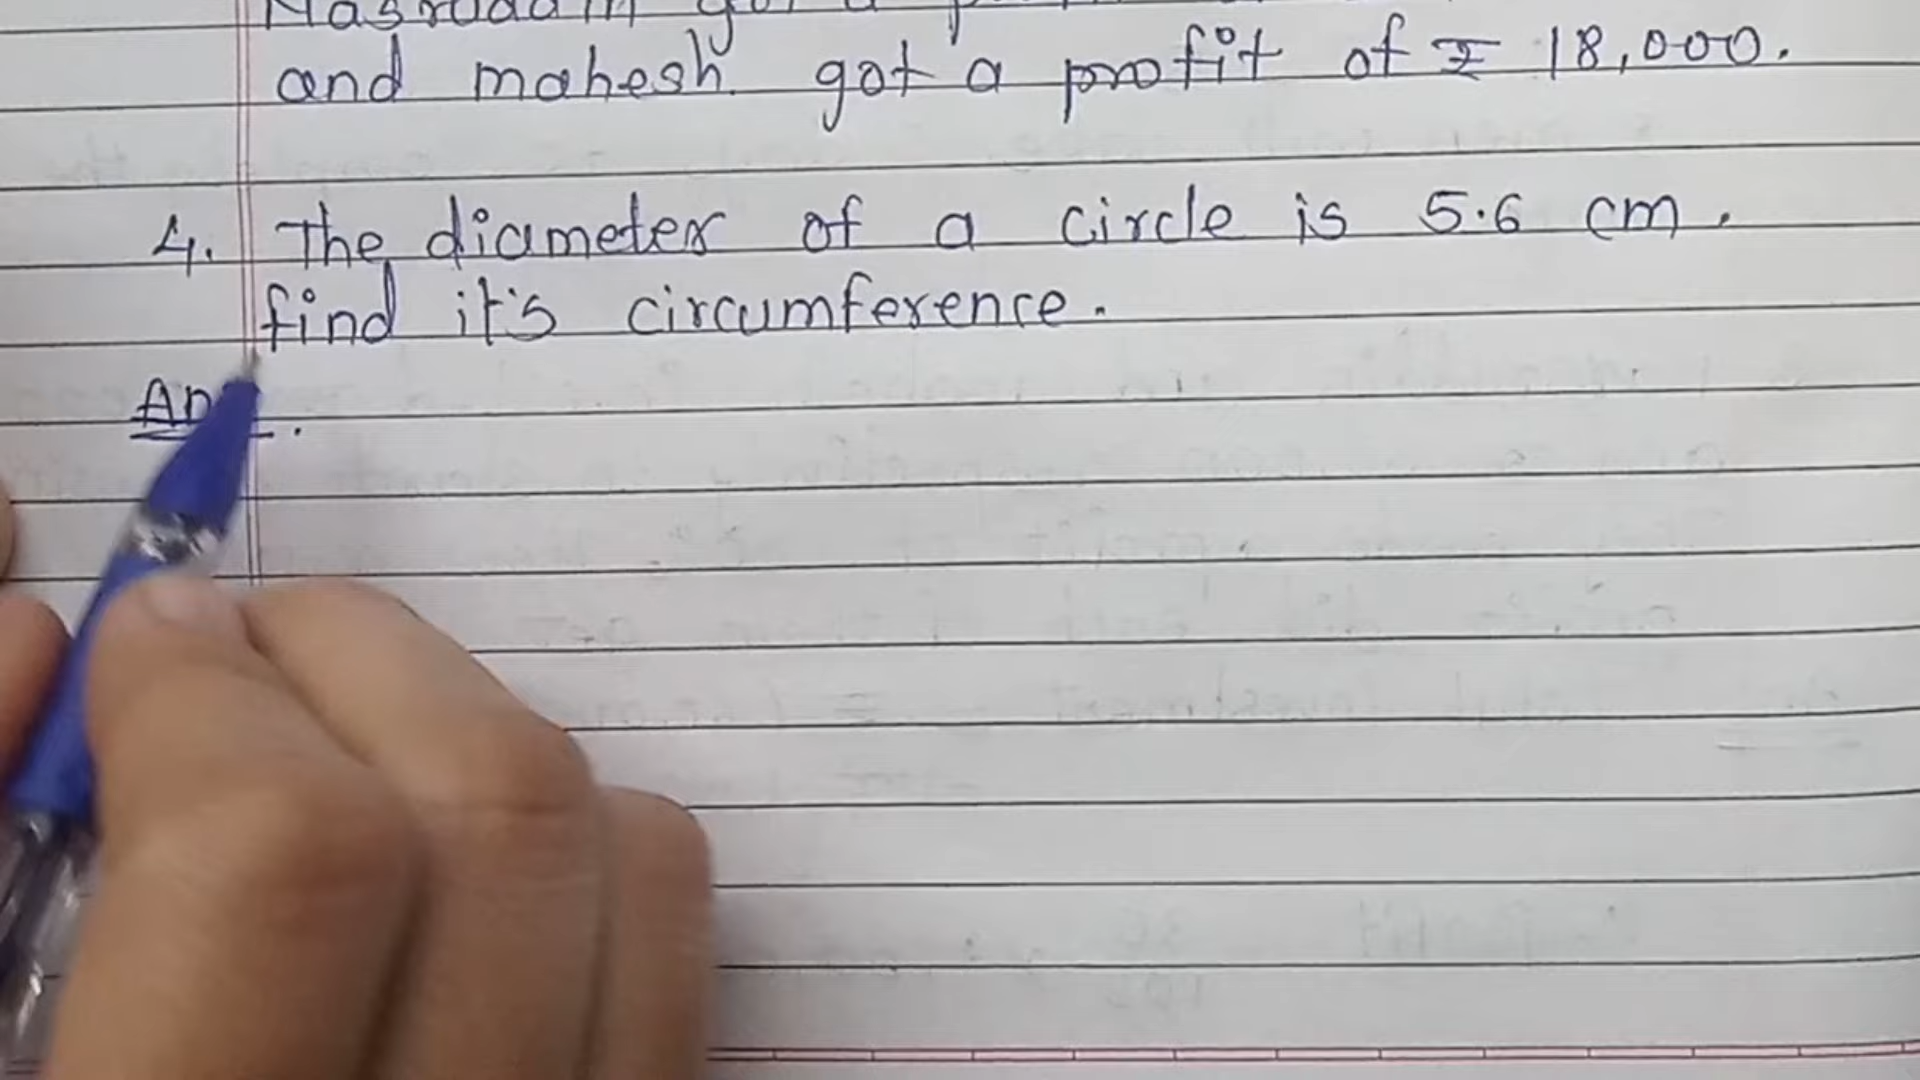 got a
and mahesh got a profit of ₹ 18,000.
4. The diameter of a circle is 5.6 cm.
find it's circumference.